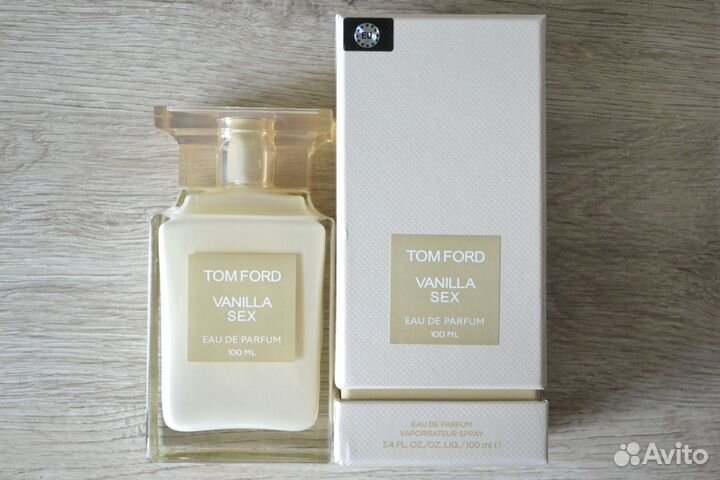 EU
TOM FORD
VANILLA
SEX
EAU DE PARFUM
100 ML
TOM FORD
VANILLA
SEX
EAU DE PARFUM
100 ML
EAU DE PARFUM
VAPORISATEUR SPRAY
3.4 FL. OZ./OZ. LIQ./100 ml e
Avito